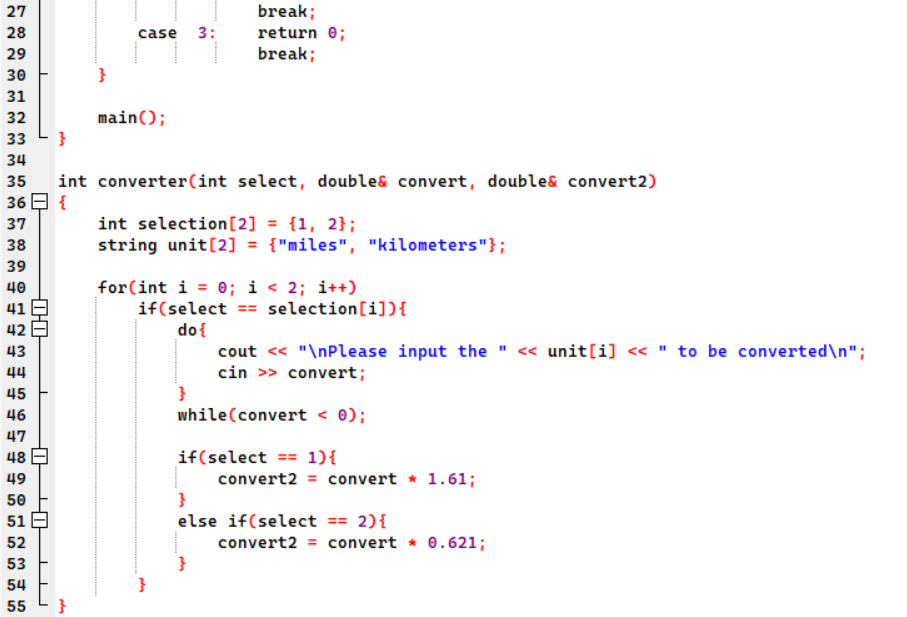 27 break;
28 case 3: return 0;
29 break;
30 }
31
32 main();
33 }
34
35 int converter(int select, double& convert, double& convert2)
36 {
37 int selection[2] = {1, 2};
38 string unit[2] = {"miles", "kilometers"};
39
40 for(int i = 0; i < 2; i++)
41 if(select == selection[i]){
42 do{
43 cout << "\nPlease input the " << unit[i] << " to be converted\n";
44 cin >> convert;
45 }
46 while(convert < 0);
47
48 if(select == 1){
49 convert2 = convert * 1.61;
50 }
51 else if(select == 2){
52 convert2 = convert * 0.621;
53 }
54 }
55 }